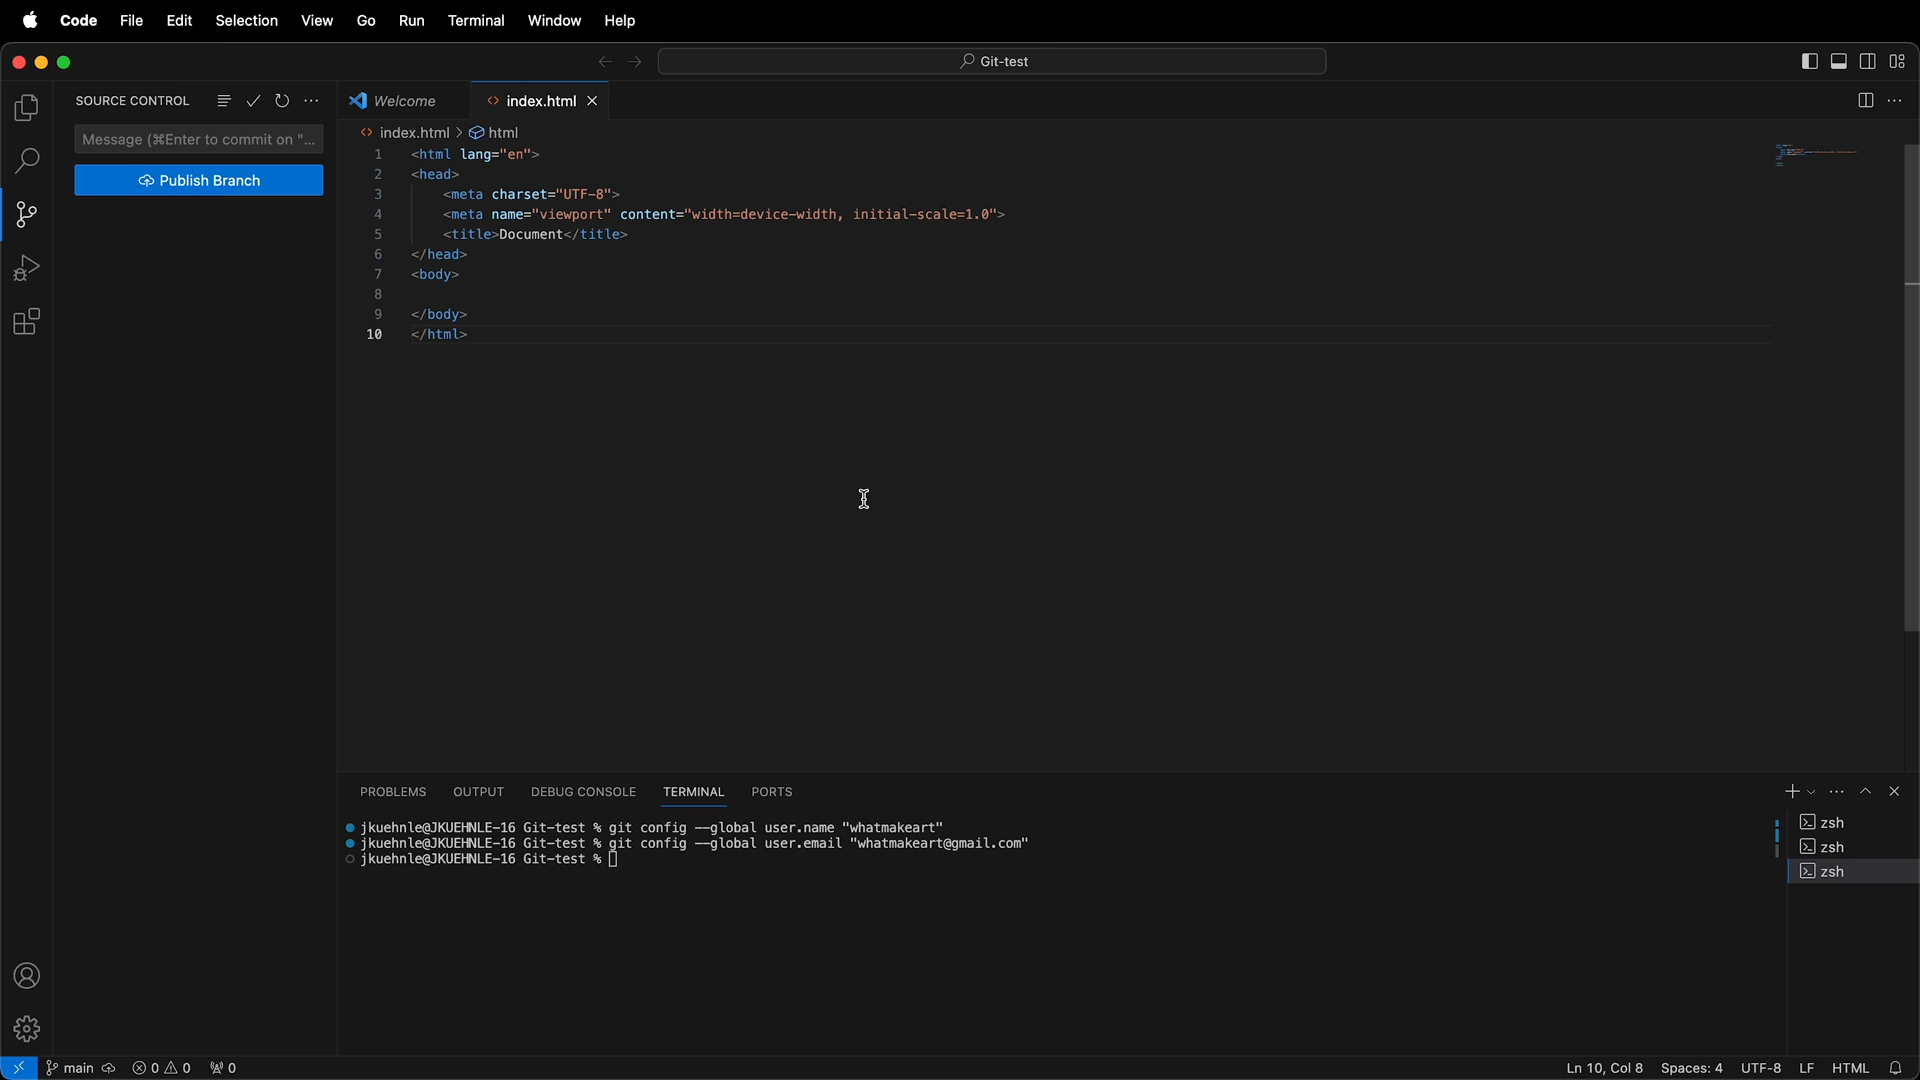 Code File Edit Selection View Go Run Terminal Window Help
Git-test
SOURCE CONTROL
Message (⌘Enter to commit on "...
Publish Branch
Welcome index.html
index.html > html
1 <html lang="en">
2 <head>
3     <meta charset="UTF-8">
4     <meta name="viewport" content="width=device-width, initial-scale=1.0">
5     <title>Document</title>
6 </head>
7 <body>
8
9 </body>
10 </html>
PROBLEMS OUTPUT DEBUG CONSOLE TERMINAL PORTS
jkuehnle@JKUEHNLE-16 Git-test % git config --global user.name "whatmakeart"
jkuehnle@JKUEHNLE-16 Git-test % git config --global user.email "whatmakeart@gmail.com"
jkuehnle@JKUEHNLE-16 Git-test %
zsh
zsh
zsh
main 0 0 0 Ln 10, Col 8 Spaces: 4 UTF-8 LF HTML